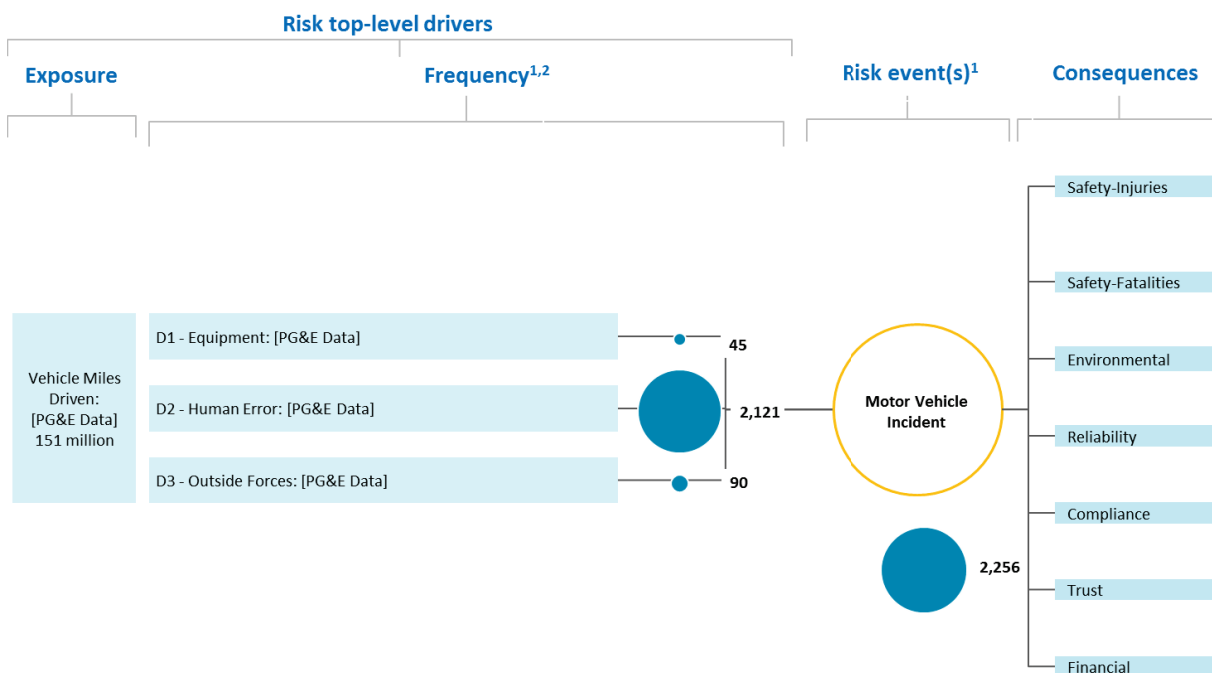 Risk top-level drivers
Exposure
Frequency1,2
Risk event(s)1
Consequences
Vehicle Miles
Driven:
[PG&E Data]
151 million
D1 - Equipment: [PG&E Data]
45
D2 - Human Error: [PG&E Data]
2,121
D3 - Outside Forces: [PG&E Data]
90
Motor Vehicle
Incident
2,256
Safety-Injuries
Safety-Fatalities
Environmental
Reliability
Compliance
Trust
Financial